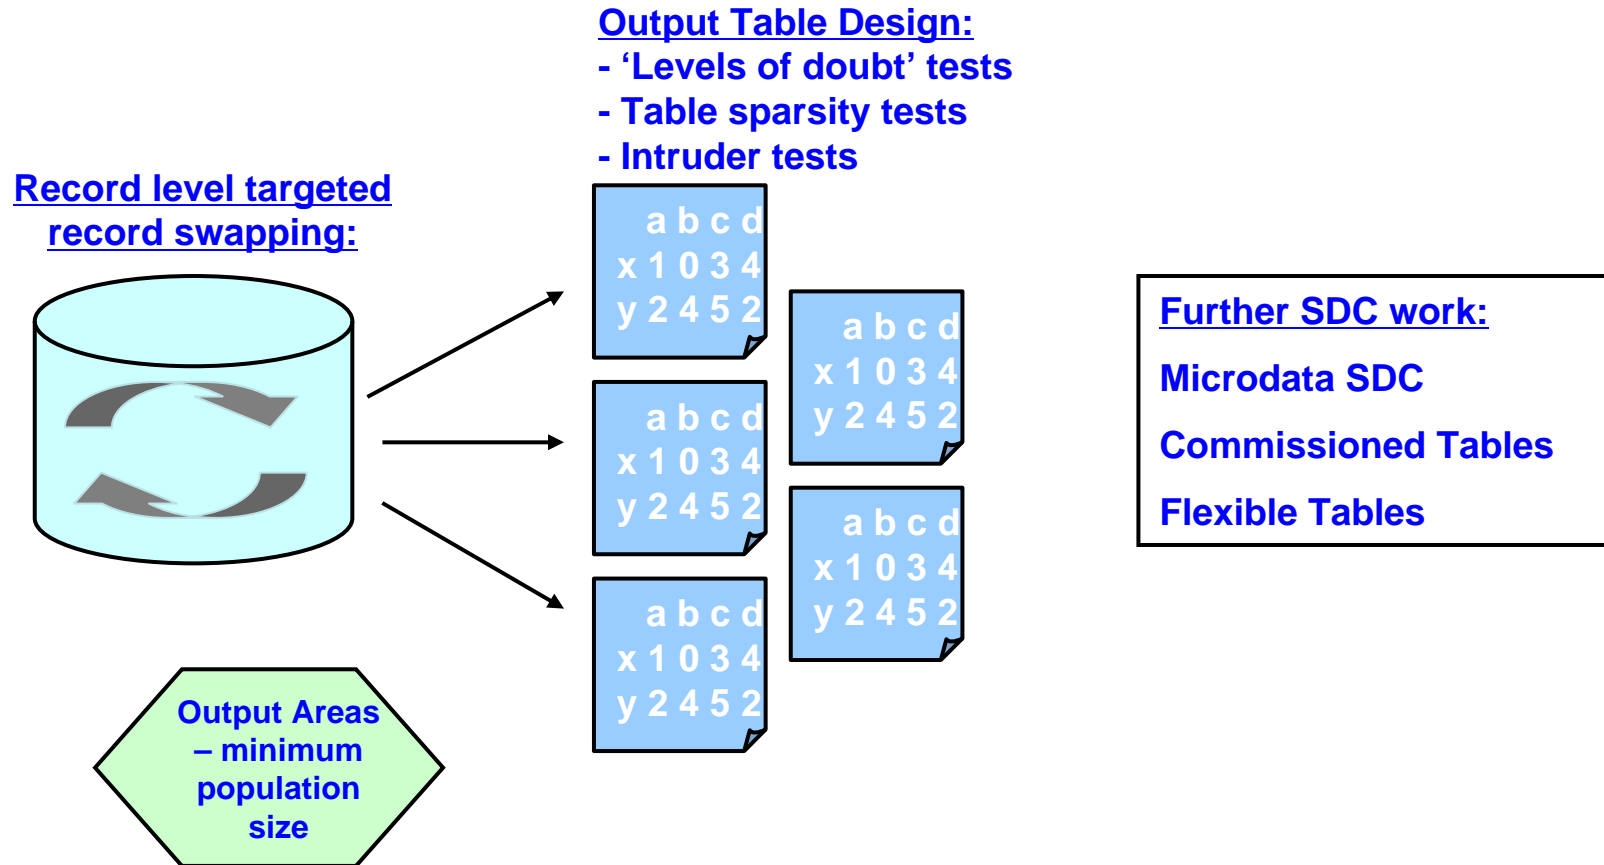 Output Table Design:
- ‘Levels of doubt’ tests
- Table sparsity tests
- Intruder tests
Record level targeted
record swapping:
a b c d
x 1 0 3 4
y 2 4 5 2
a b c d
x 1 0 3 4
y 2 4 5 2
a b c d
x 1 0 3 4
y 2 4 5 2
a b c d
x 1 0 3 4
y 2 4 5 2
a b c d
x 1 0 3 4
y 2 4 5 2
Further SDC work:
Microdata SDC
Commissioned Tables
Flexible Tables
Output Areas
– minimum
population
size